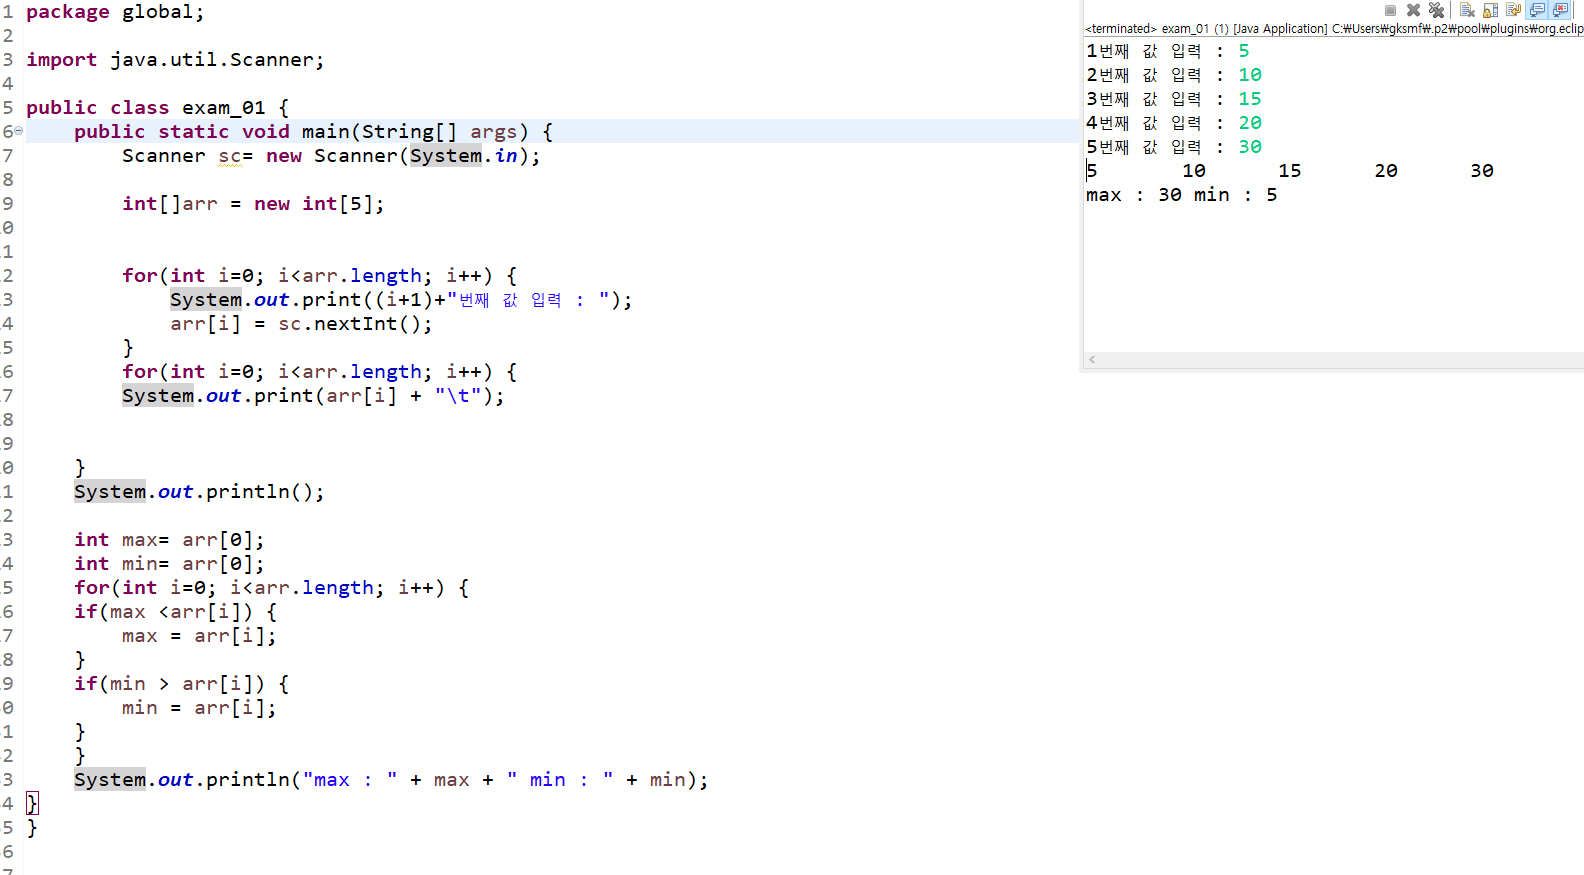 1 package global;
2
3 import java.util.Scanner;
4
5 public class exam_01 {
6 public static void main(String[] args) {
7 Scanner sc= new Scanner(System.in);
8
9 int[]arr = new int[5];
0
1
2 for(int i=0; i<arr.length; i++) {
3 System.out.print((i+1)+"번째 값 입력 : ");
4 arr[i] = sc.nextInt();
5 }
6 for(int i=0; i<arr.length; i++) {
7 System.out.print(arr[i] + "\t");
8
9
0 }
1 System.out.println();
2
3 int max= arr[0];
4 int min= arr[0];
5 for(int i=0; i<arr.length; i++) {
6 if(max <arr[i]) {
7 max = arr[i];
8 }
9 if(min > arr[i]) {
0 min = arr[i];
1 }
2 }
3 System.out.println("max : " + max + " min : " + min);
4 }
5 }
6
7
<terminated> exam_01 (1) [Java Application] C:₩Users₩gksmf₩.p2₩pool₩plugins₩org.eclip
1번째 값 입력 : 5
2번째 값 입력 : 10
3번째 값 입력 : 15
4번째 값 입력 : 20
5번째 값 입력 : 30
5 10 15 20 30
max : 30 min : 5